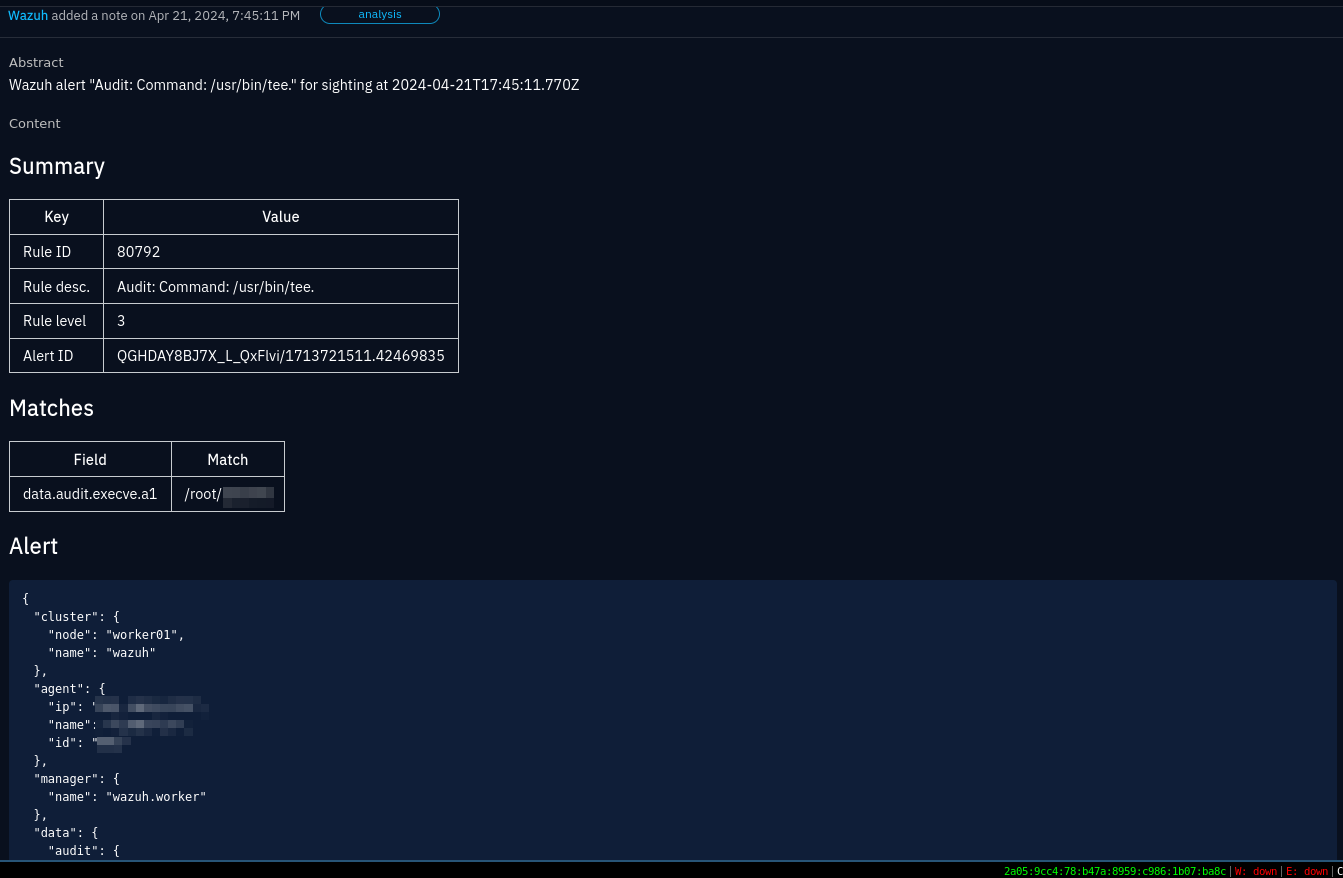 Wazuh added a note on Apr 21, 2024, 7:45:11 PM analysis
Abstract
Wazuh alert "Audit: Command: /usr/bin/tee." for sighting at 2024-04-21T17:45:11.770Z
Content
Summary
Key Value
Rule ID 80792
Rule desc. Audit: Command: /usr/bin/tee.
Rule level 3
Alert ID QGHDAY8BJ7X_L_QxFlvi/1713721511.42469835
Matches
Field Match
data.audit.execve.a1 /root/
Alert
{
"cluster": {
"node": "worker01",
"name": "wazuh"
},
"agent": {
"ip": "
"name":
"id": "
},
"manager": {
"name": "wazuh.worker"
},
"data": {
"audit": {
2a05:9cc4:78:b47a:8959:c986:1b07:ba8c | W: down | E: down |